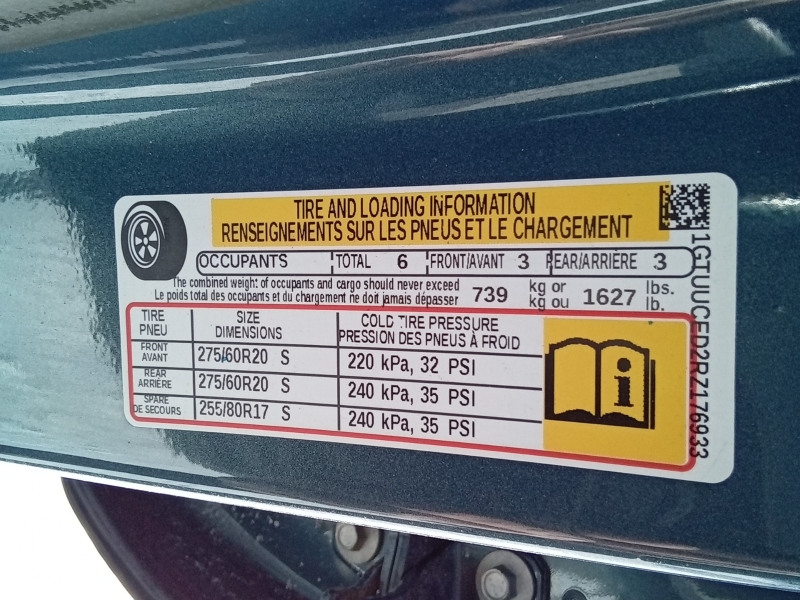 TIRE AND LOADING INFORMATION
RENSEIGNEMENTS SUR LES PNEUS ET LE CHARGEMENT
OCCUPANTS TOTAL 6 FRONT/AVANT 3 REAR/ARRIÈRE 3
The combined weight of occupants and cargo should never exceed 739 kg or 1627 lbs.
Le poids total des occupants et du chargement ne doit jamais dépasser kg ou lb.
TIRE PNEU SIZE DIMENSIONS COLD TIRE PRESSURE PRESSION DES PNEUS À FROID
FRONT AVANT 275/60R20 S 220 kPa, 32 PSI
REAR ARRIÈRE 275/60R20 S 240 kPa, 35 PSI
SPARE DE SECOURS 255/80R17 S 240 kPa, 35 PSI